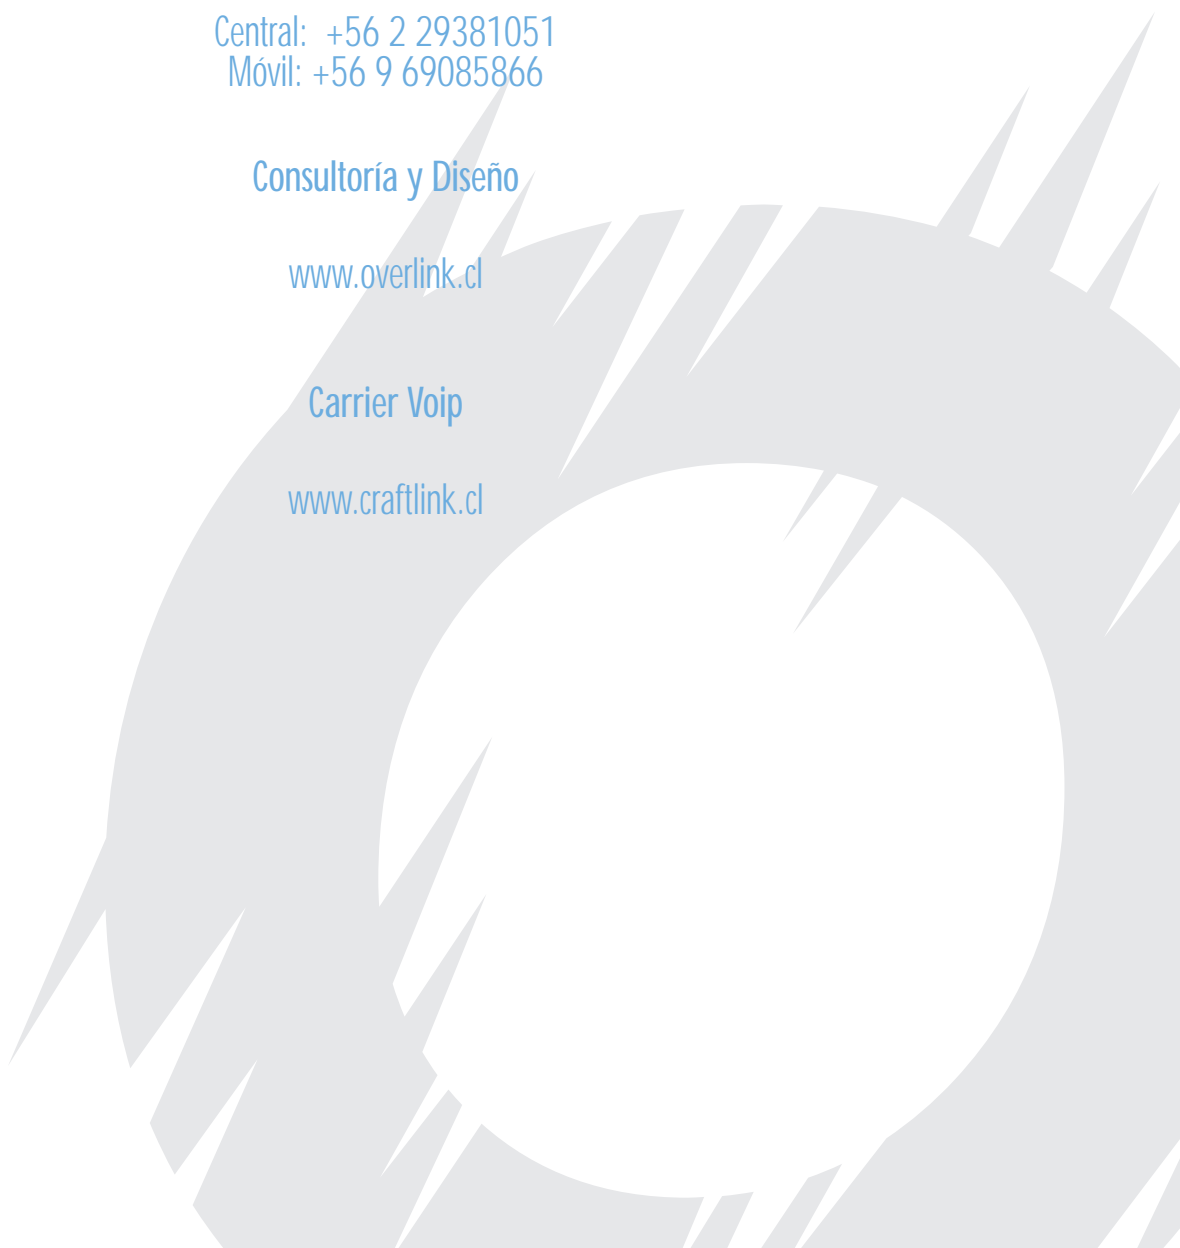 Central: +56 2 29381051
Móvil: +56 9 69085866
Consultoría y Diseño
www.overlink.cl
Carrier Voip
www.craftlink.cl